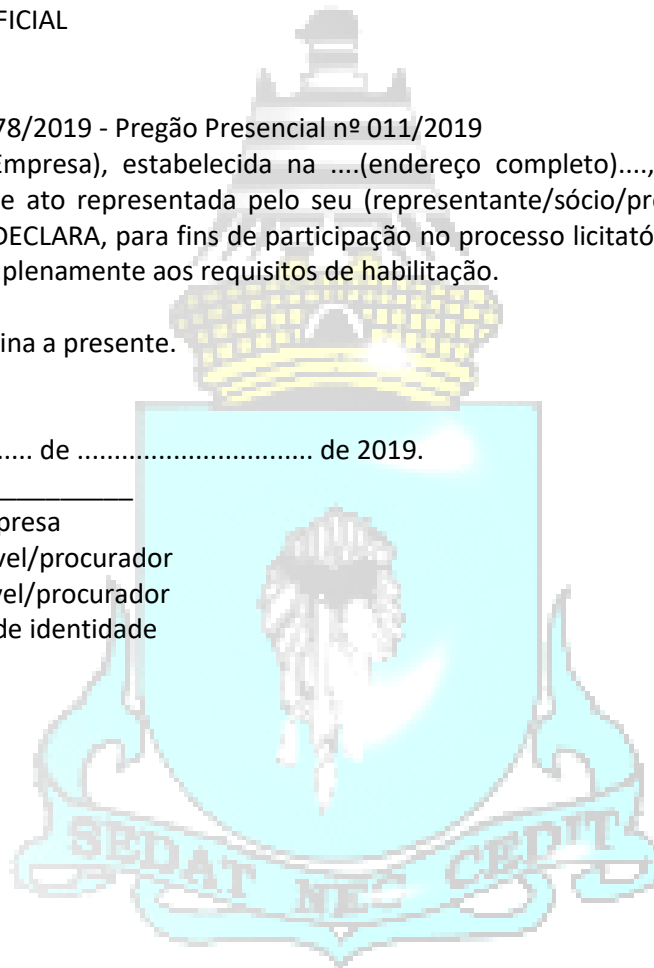 FICIAL
78/2019 - Pregão Presencial nº 011/2019
Empresa), estabelecida na ....(endereço completo)....,
e ato representada pelo seu (representante/sócio/pro
DECLARA, para fins de participação no processo licitató
plenamente aos requisitos de habilitação.
ina a presente.
..... de ................................ de 2019.
__________
presa
vel/procurador
vel/procurador
de identidade
SEDAT NEC CEDIT